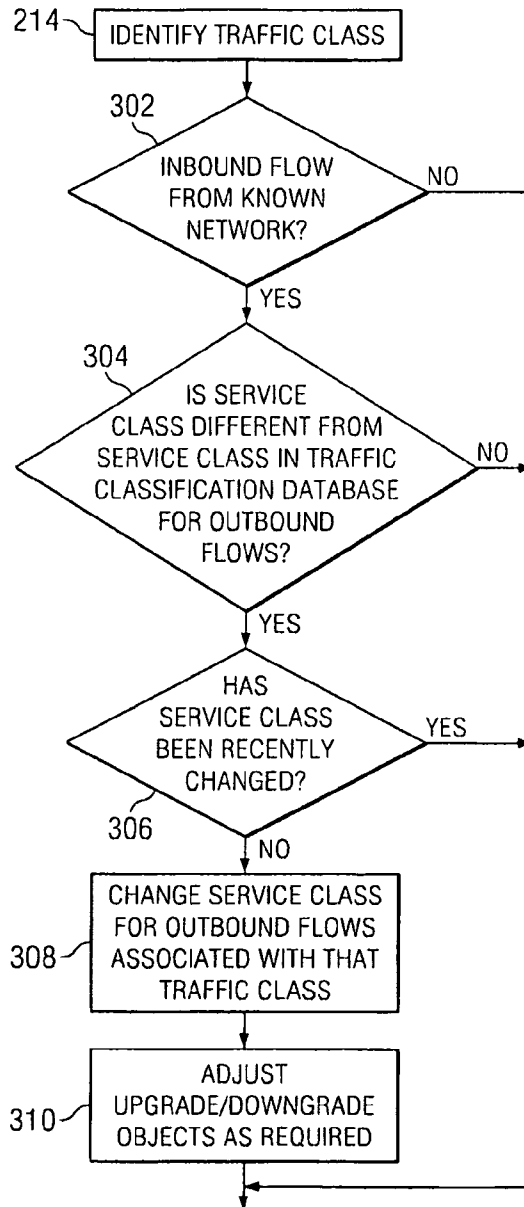 214
IDENTIFY TRAFFIC CLASS
302
INBOUND FLOW
FROM KNOWN
NETWORK?
NO
YES
304
IS SERVICE
CLASS DIFFERENT FROM
SERVICE CLASS IN TRAFFIC
CLASSIFICATION DATABASE
FOR OUTBOUND
FLOWS?
NO
YES
HAS
SERVICE CLASS
BEEN RECENTLY
CHANGED?
YES
306
NO
308
CHANGE SERVICE CLASS
FOR OUTBOUND FLOWS
ASSOCIATED WITH THAT
TRAFFIC CLASS
310
ADJUST
UPGRADE/DOWNGRADE
OBJECTS AS REQUIRED